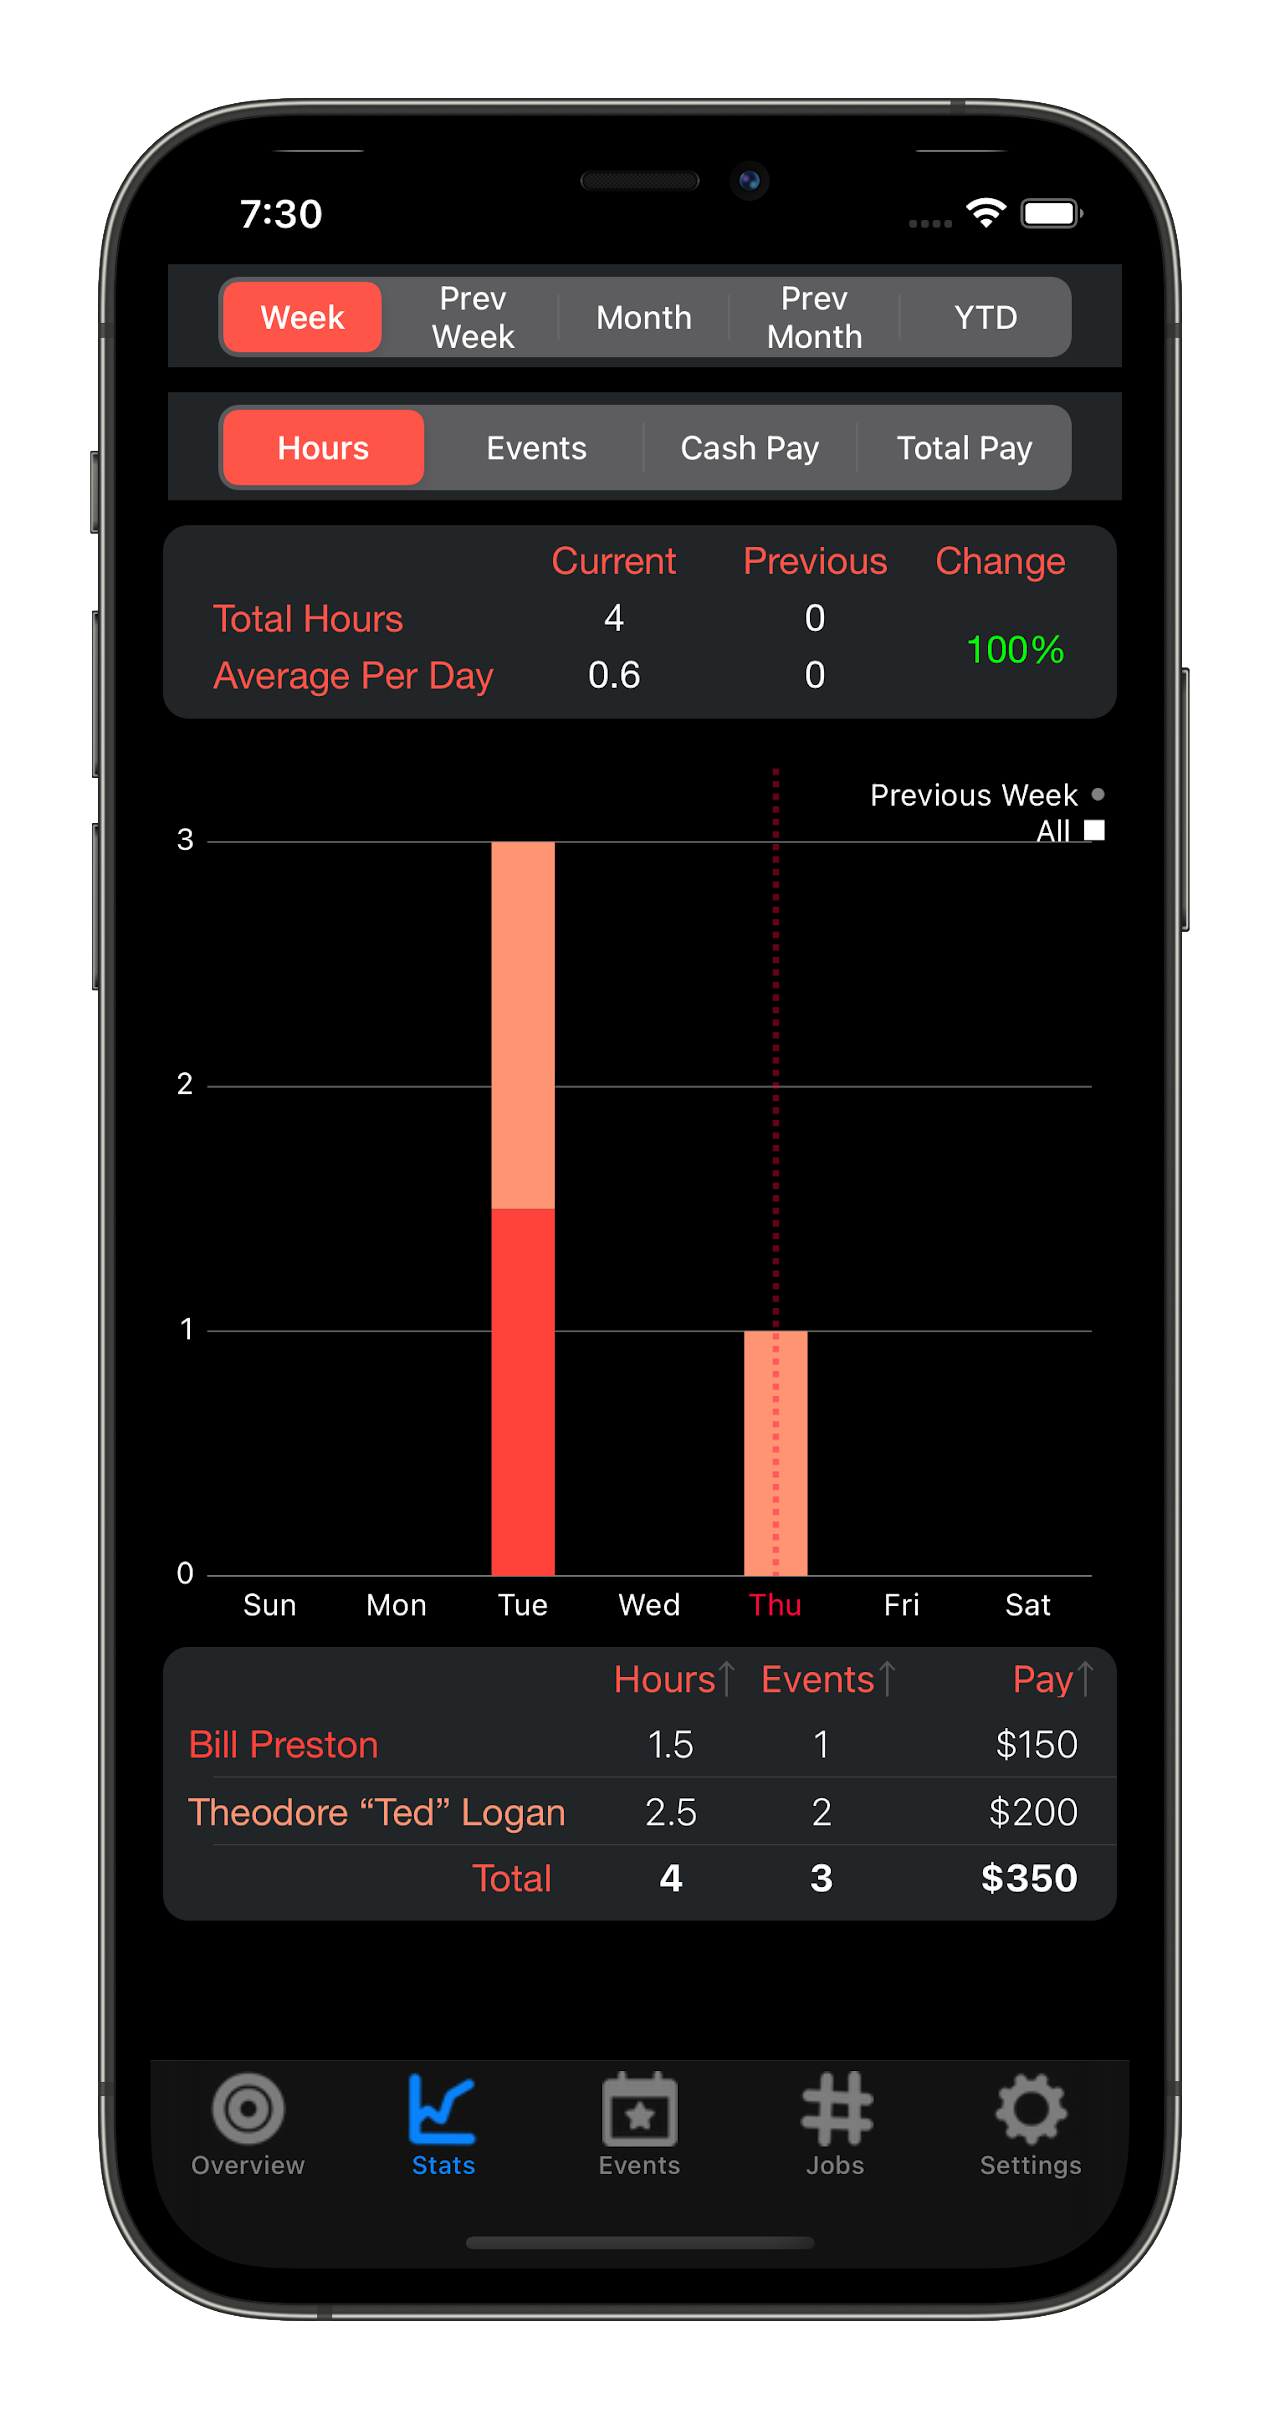 7:30
Week
Prev Week
Month
Prev Month
YTD
Hours Events Cash Pay Total Pay
Current Previous Change
Total Hours 4 0
100%
Average Per Day 0.6 0
Previous Week
All
3
2
1
0
Sun Mon Tue Wed Thu Fri Sat
Hours↑ Events↑ Pay↑
Bill Preston 1.5 1 $150
Theodore “Ted” Logan 2.5 2 $200
Total 4 3 $350
Overview Stats Events Jobs Settings